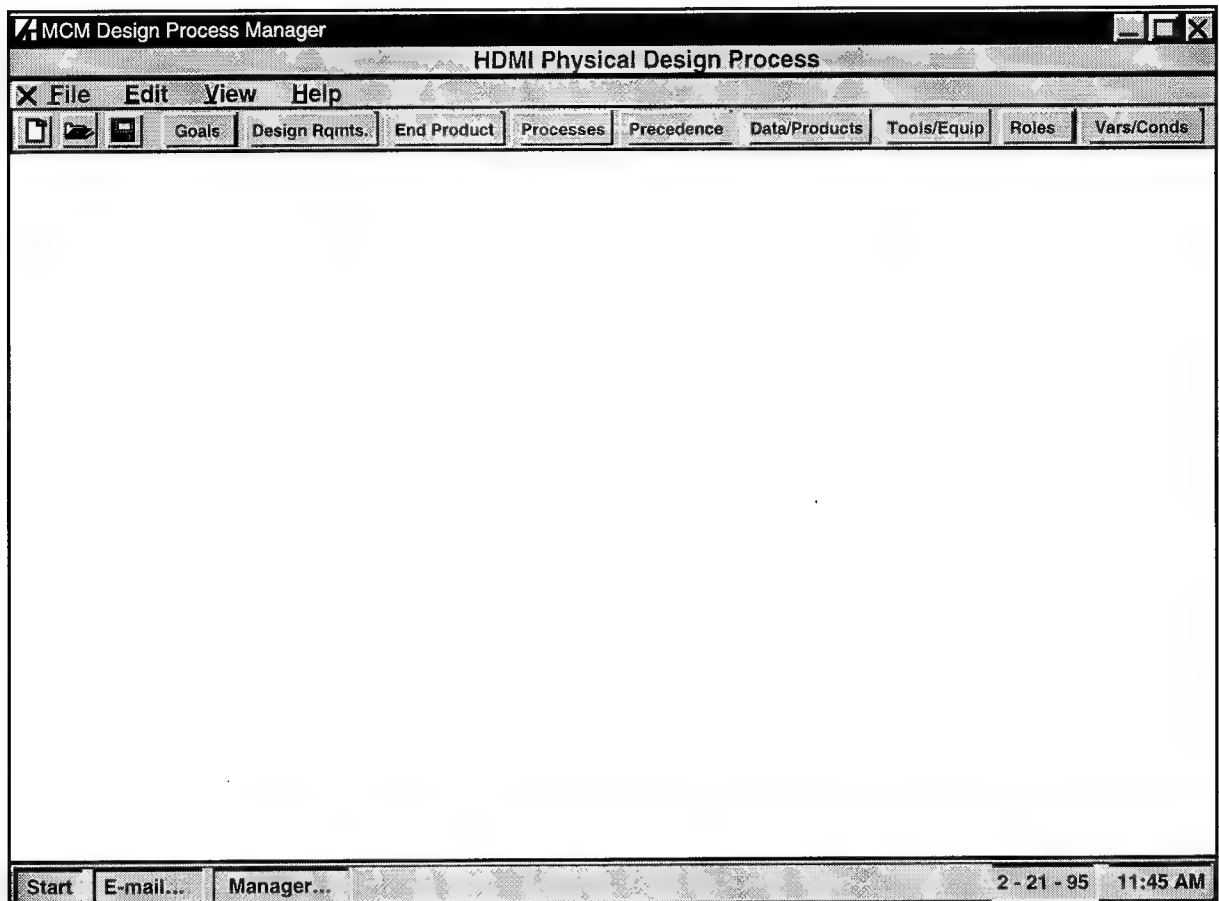 MCM Design Process Manager
HDMI Physical Design Process
File Edit View Help
Goals Design Rqmts. End Product Processes Precedence Data/Products Tools/Equip Roles Vars/Conds
Start E-mail... Manager... 2 - 21 - 95 11:45 AM